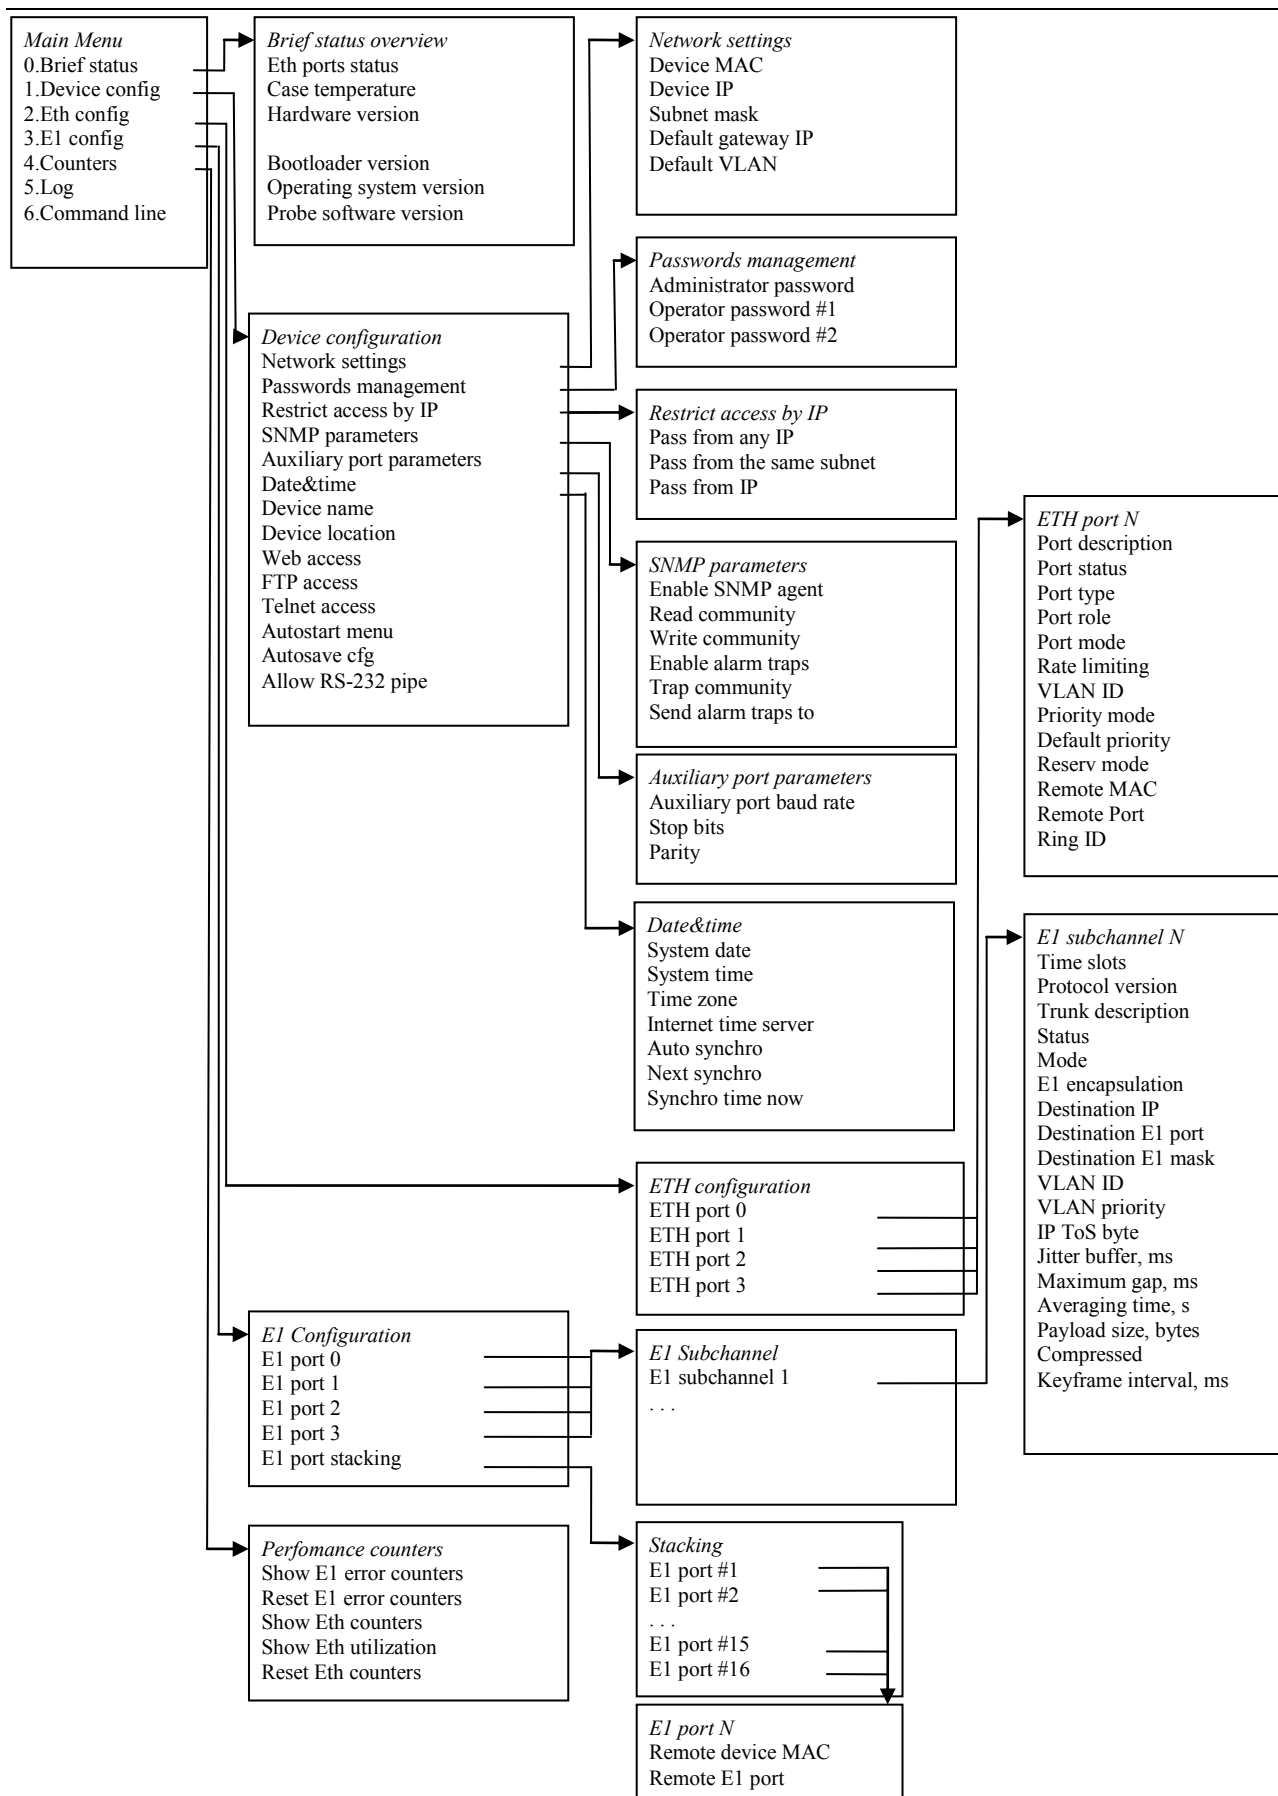 Main Menu
0.Brief status
1.Device config
2.Eth config
3.E1 config
4.Counters
5.Log
6.Command line
Brief status overview
Eth ports status
Case temperature
Hardware version
Bootloader version
Operating system version
Probe software version
Network settings
Device MAC
Device IP
Subnet mask
Default gateway IP
Default VLAN
Passwords management
Administrator password
Operator password #1
Operator password #2
Device configuration
Network settings
Passwords management
Restrict access by IP
SNMP parameters
Auxiliary port parameters
Date&time
Device name
Device location
Web access
FTP access
Telnet access
Autostart menu
Autosave cfg
Allow RS-232 pipe
Restrict access by IP
Pass from any IP
Pass from the same subnet
Pass from IP
SNMP parameters
Enable SNMP agent
Read community
Write community
Enable alarm traps
Trap community
Send alarm traps to
Auxiliary port parameters
Auxiliary port baud rate
Stop bits
Parity
Date&time
System date
System time
Time zone
Internet time server
Auto synchro
Next synchro
Synchro time now
ETH port N
Port description
Port status
Port type
Port role
Port mode
Rate limiting
VLAN ID
Priority mode
Default priority
Reserv mode
Remote MAC
Remote Port
Ring ID
E1 subchannel N
Time slots
Protocol version
Trunk description
Status
Mode
E1 encapsulation
Destination IP
Destination E1 port
Destination E1 mask
VLAN ID
VLAN priority
IP ToS byte
Jitter buffer, ms
Maximum gap, ms
Averaging time, s
Payload size, bytes
Compressed
Keyframe interval, ms
ETH configuration
ETH port 0
ETH port 1
ETH port 2
ETH port 3
E1 Configuration
E1 port 0
E1 port 1
E1 port 2
E1 port 3
E1 port stacking
E1 Subchannel
E1 subchannel 1
. . .
Perfomance counters
Show E1 error counters
Reset E1 error counters
Show Eth counters
Show Eth utilization
Reset Eth counters
Stacking
E1 port #1
E1 port #2
. . .
E1 port #15
E1 port #16
E1 port N
Remote device MAC
Remote E1 port